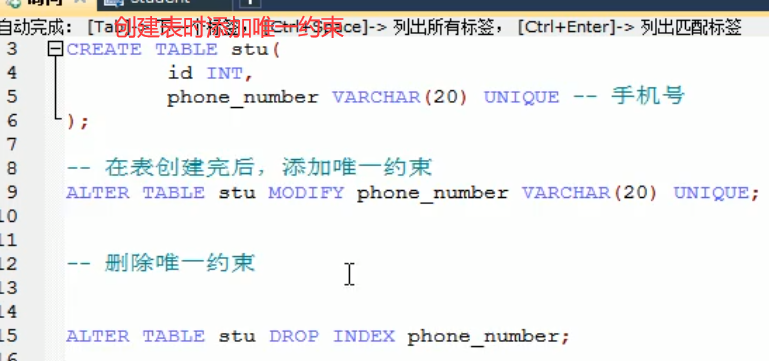 student
创建表时添加唯一约束
自动完成: [Tab]-> 下一个标签, [Ctrl+Space]-> 列出所有标签, [Ctrl+Enter]-> 列出匹配标签
3 CREATE TABLE stu(
4 id INT,
5 phone_number VARCHAR(20) UNIQUE -- 手机号
6 );
7
8 -- 在表创建完后，添加唯一约束
9 ALTER TABLE stu MODIFY phone_number VARCHAR(20) UNIQUE;
10
11
12 -- 删除唯一约束
13
14
15 ALTER TABLE stu DROP INDEX phone_number;